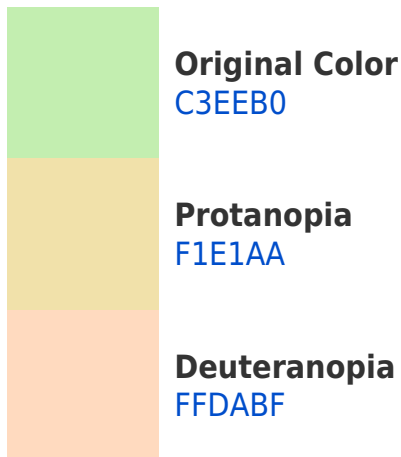 Original Color
C3EEB0
Protanopia
F1E1AA
Deuteranopia
FFDABF